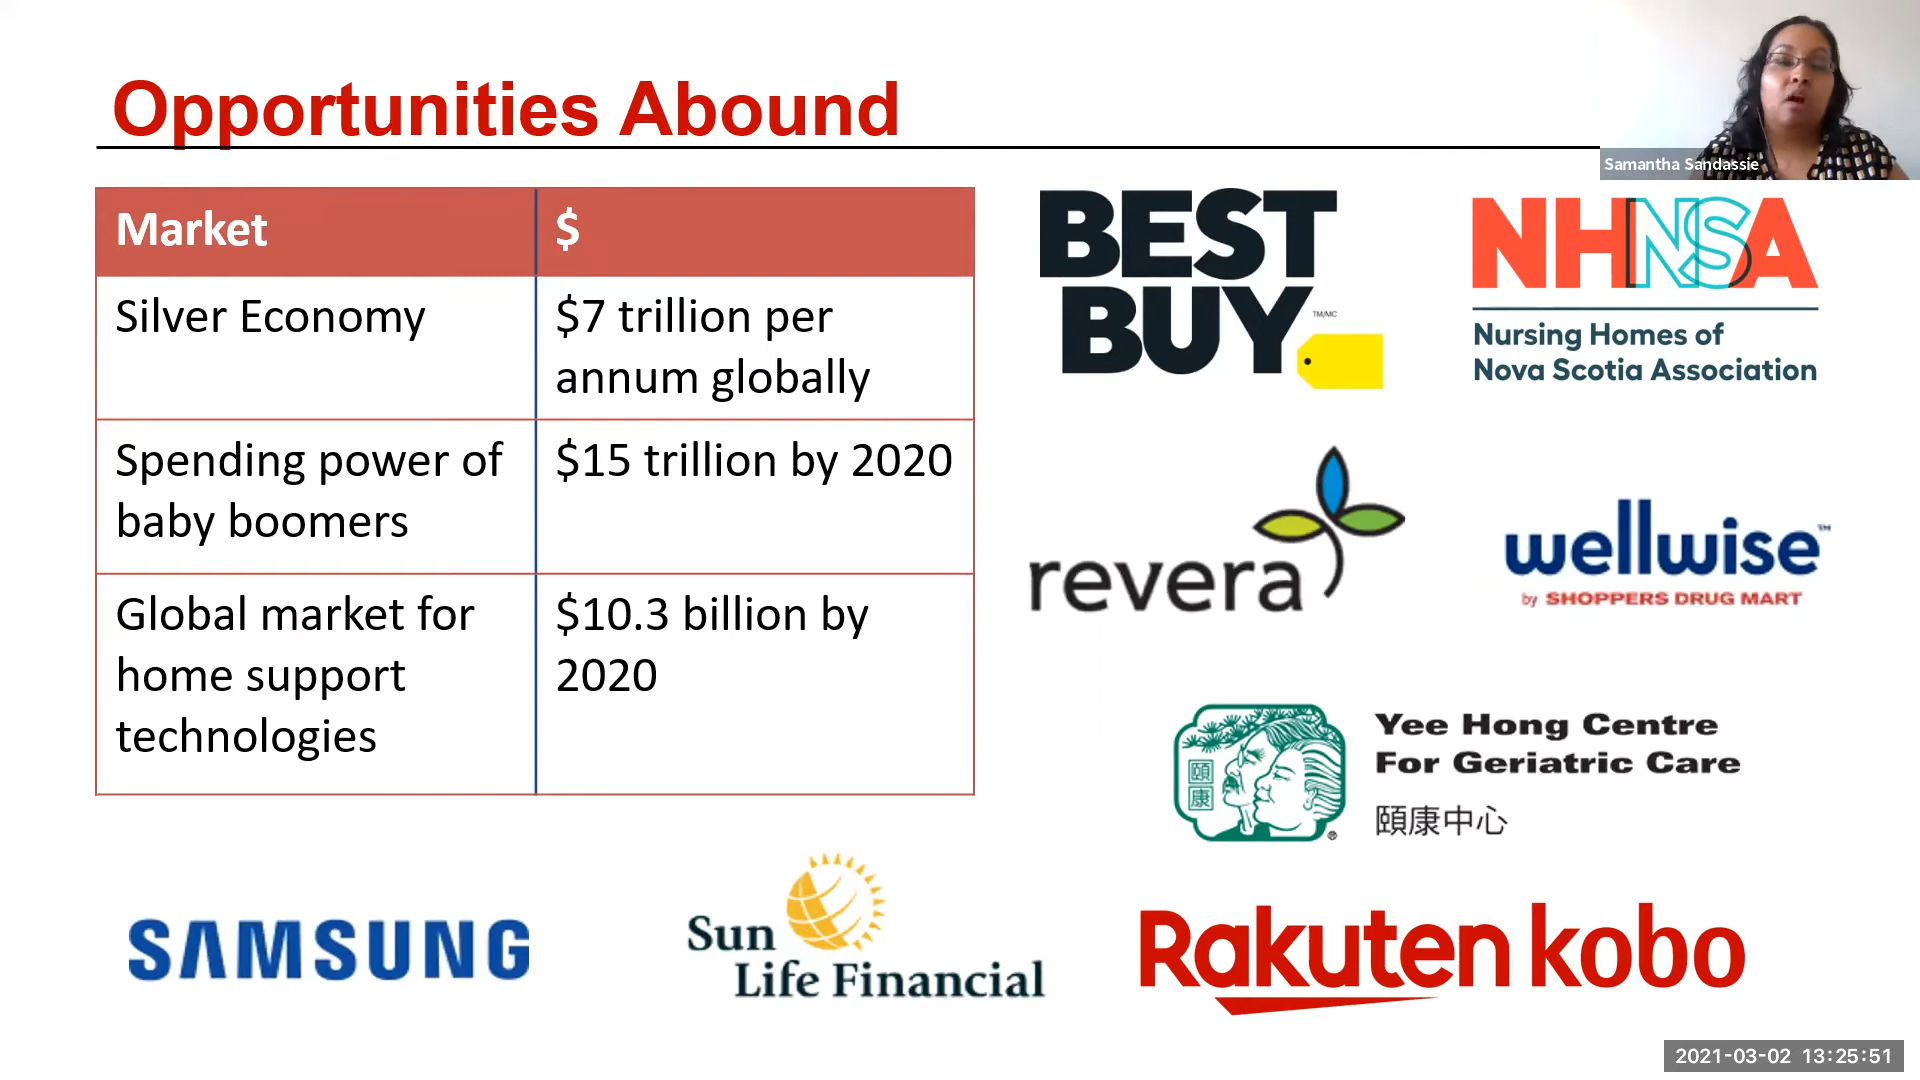 Opportunities Abound
Samantha Sandassie
Market
$
Silver Economy
$7 trillion per
annum globally
Spending power of
baby boomers
$15 trillion by 2020
Global market for
home support
technologies
$10.3 billion by
2020
BEST
BUY
TM/MC
NHNSA
Nursing Homes of
Nova Scotia Association
revera
wellwise™
by SHOPPERS DRUG MART
頤
康
®
Yee Hong Centre
For Geriatric Care
頤康中心
SAMSUNG
Sun
Life Financial
Rakuten kobo
2021-03-02 13:25:51